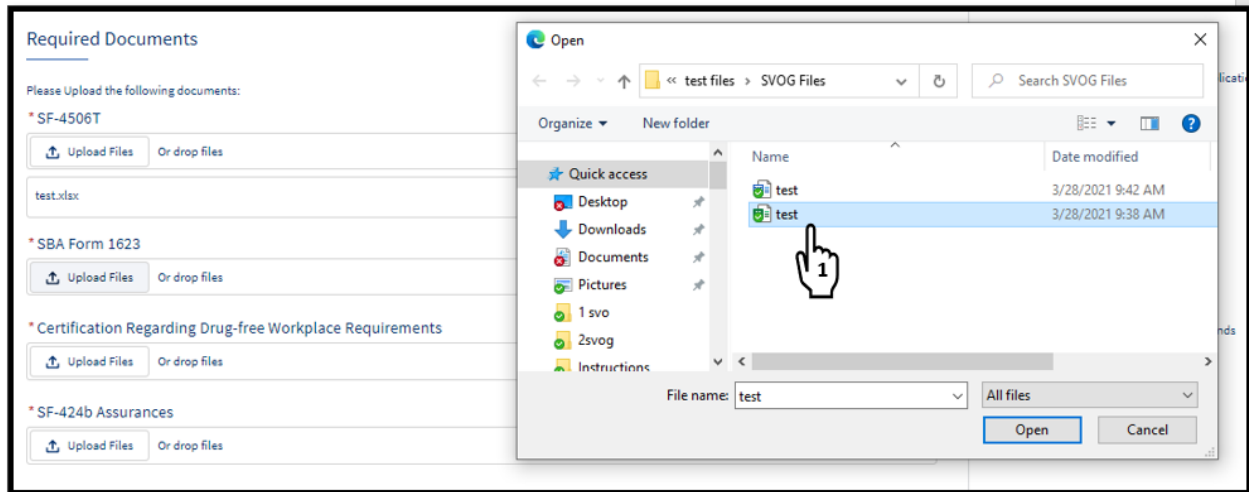 Required Documents
Please Upload the following documents:
* SF-4506T
Upload Files Or drop files
test.xlsx
* SBA Form 1623
Upload Files Or drop files
* Certification Regarding Drug-free Workplace Requirements
Upload Files Or drop files
* SF-424b Assurances
Upload Files Or drop files
Open
« test files > SVOG Files
Search SVOG Files
Organize New folder
Quick access
Desktop
Downloads
Documents
Pictures
1 svo
2svog
Instructions
Name Date modified
test 3/28/2021 9:42 AM
test 3/28/2021 9:38 AM
1
File name: test All files
Open Cancel